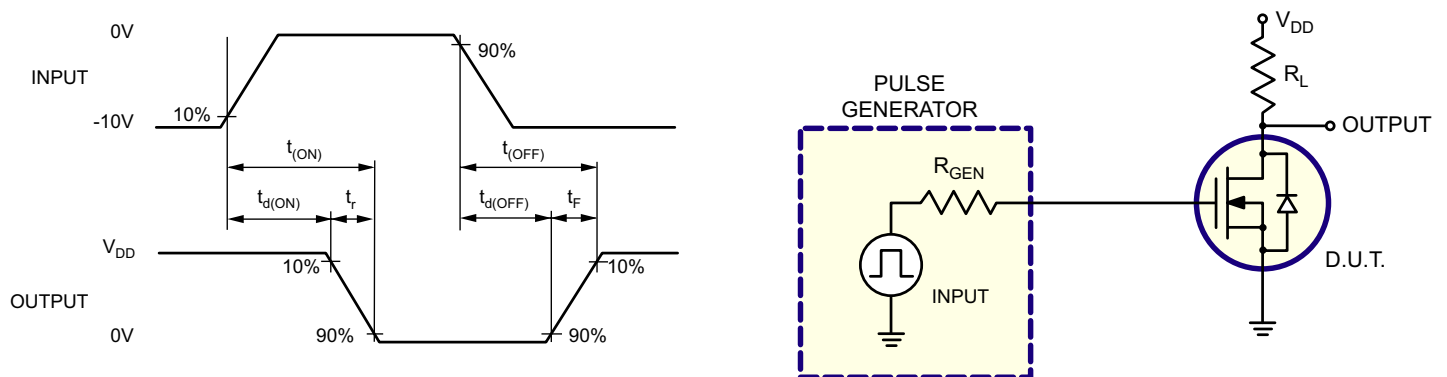 0V
INPUT
-10V
10%
90%
t(ON)
t(OFF)
td(ON)
tr
td(OFF)
tF
VDD
OUTPUT
0V
10%
90%
90%
10%
PULSE
GENERATOR
RGEN
INPUT
VDD
RL
OUTPUT
D.U.T.